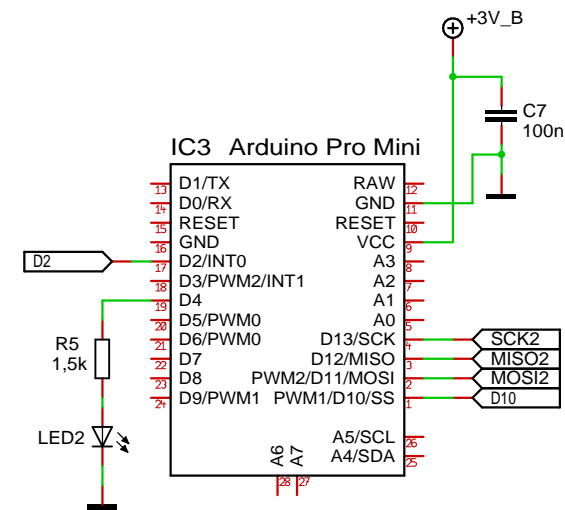 +3V_B
C7
100n
IC3 Arduino Pro Mini
13 D1/TX RAW 12
14 D0/RX GND 11
15 RESET RESET 10
16 GND VCC 9
D2 17 D2/INT0 A3 8
18 D3/PWM2/INT1 A2 7
19 D4 A1 6
20 D5/PWM0 A0 5
21 D6/PWM0 D13/SCK 4 SCK2
22 D7 D12/MISO 3 MISO2
23 D8 PWM2/D11/MOSI 2 MOSI2
24 D9/PWM1 PWM1/D10/SS 1 D10
R5
1,5k
LED2
A5/SCL 26
A4/SDA 25
A6 A7
28 27